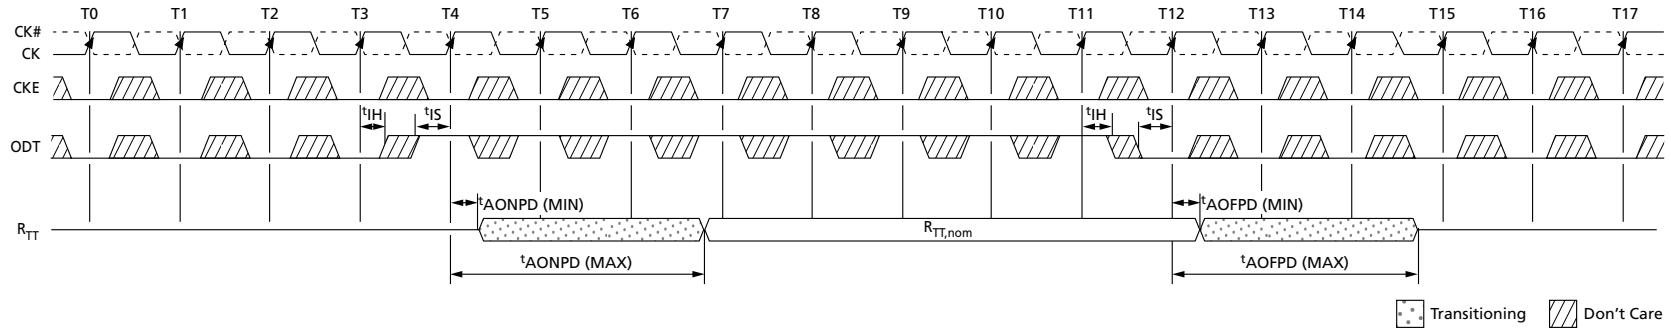 T0 T1 T2 T3 T4 T5 T6 T7 T8 T9 T10 T11 T12 T13 T14 T15 T16 T17
CK#
CK
CKE
tIH tIS tIH tIS
ODT
tAONPD (MIN) tAOFPD (MIN)
RTT RTT,nom
tAONPD (MAX) tAOFPD (MAX)
Transitioning Don't Care